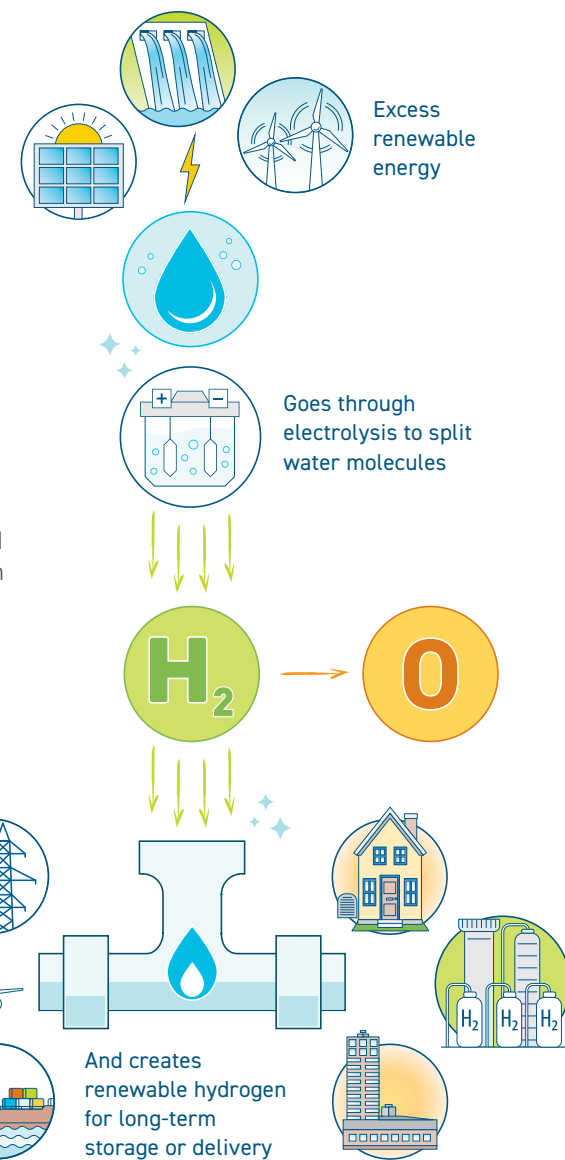 Excess
renewable
energy
+ −
Goes through
electrolysis to split
water molecules
H₂
O
H₂ H₂ H₂
And creates
renewable hydrogen
for long-term
storage or delivery